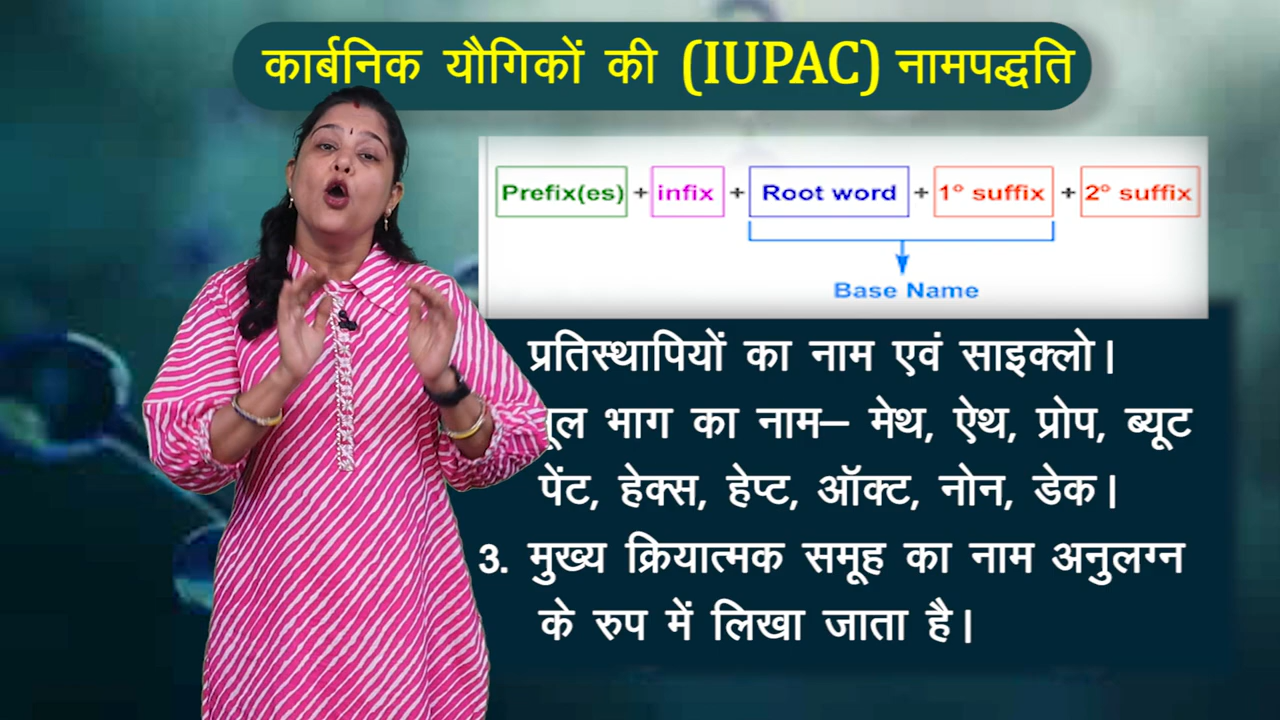 कार्बनिक यौगिकों की (IUPAC) नामपद्धति
Prefix(es) + infix + Root word + 1° suffix + 2° suffix
Base Name
प्रतिस्थापियों का नाम एवं साइक्लो।
भाग का नाम– मेथ, ऐथ, प्रोप, ब्यूट
पेंट, हेक्स, हेप्ट, ऑक्ट, नोन, डेक।
3. मुख्य क्रियात्मक समूह का नाम अनुलग्न
के रुप में लिखा जाता है।